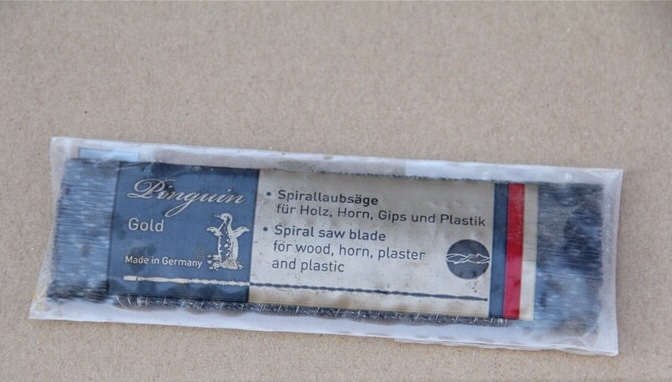 Pinguin
Gold
Made in Germany
• Spirallaubsäge
für Holz, Horn, Gips und Plastik
• Spiral saw blade
for wood, horn, plaster
and plastic